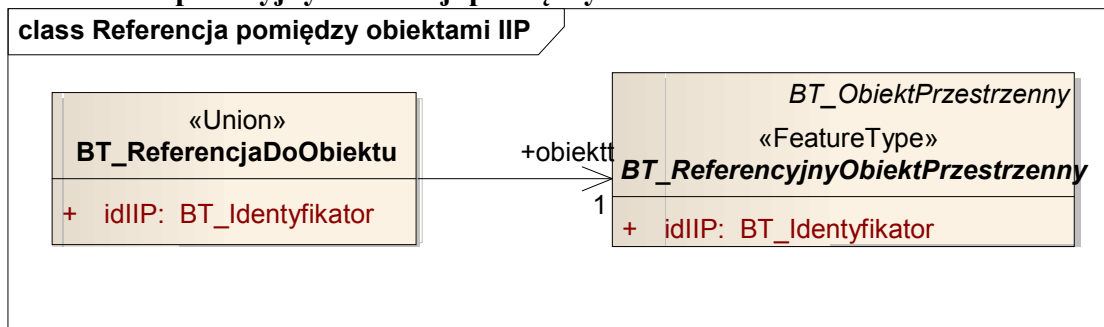 class Referencja pomiędzy obiektami IIP
«Union»
BT_ReferencjaDoObiektu
+ idIIP: BT_Identyfikator
+obiektt
1
BT_ObiektPrzestrzenny
«FeatureType»
BT_ReferencyjnyObiektPrzestrzenny
+ idIIP: BT_Identyfikator